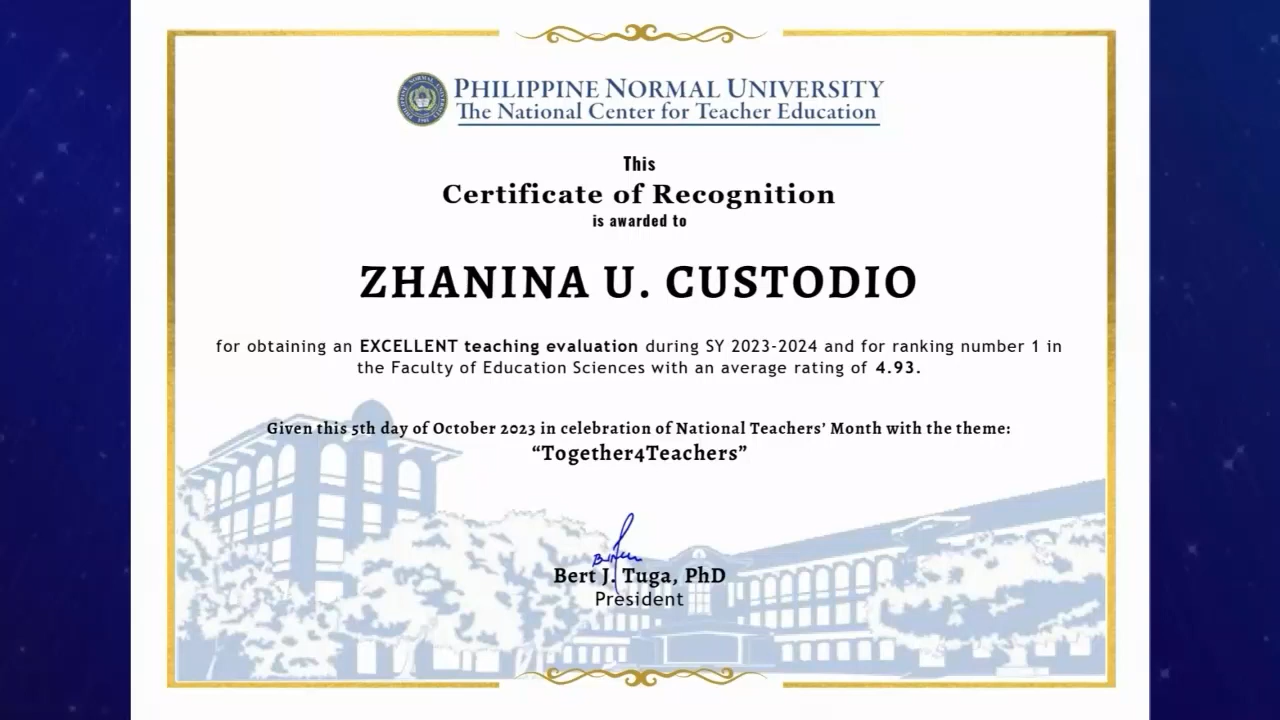 PHILIPPINE NORMAL UNIVERSITY
The National Center for Teacher Education
This
Certificate of Recognition
is awarded to
ZHANINA U. CUSTODIO
for obtaining an EXCELLENT teaching evaluation during SY 2023-2024 and for ranking number 1 in
the Faculty of Education Sciences with an average rating of 4.93.
Given this 5th day of October 2023 in celebration of National Teachers’ Month with the theme:
“Together4Teachers”
Bert J. Tuga, PhD
President